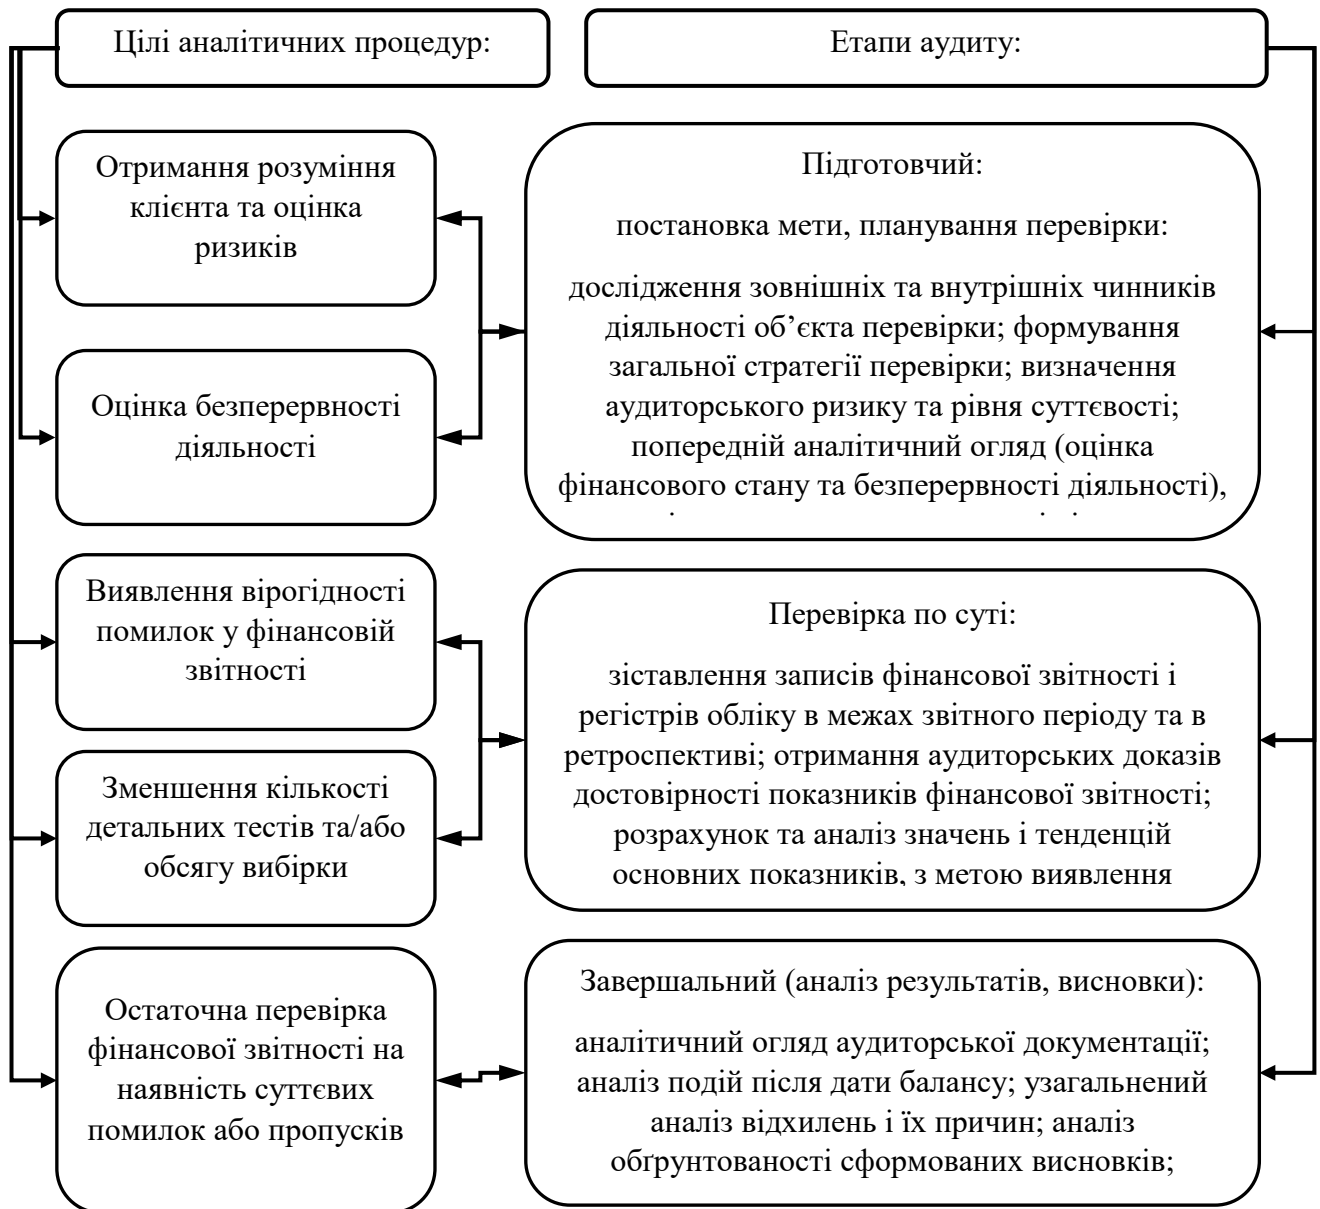 Цілі аналітичних процедур:
Етапи аудиту:
Отримання розуміння
клієнта та оцінка
ризиків
Оцінка безперервності
діяльності
Підготовчий:
постановка мети, планування перевірки:
дослідження зовнішніх та внутрішніх чинників
діяльності об’єкта перевірки; формування
загальної стратегії перевірки; визначення
аудиторського ризику та рівня суттєвості;
попередній аналітичний огляд (оцінка
фінансового стану та безперервності діяльності),
Виявлення вірогідності
помилок у фінансовій
звітності
Зменшення кількості
детальних тестів та/або
обсягу вибірки
Перевірка по суті:
зіставлення записів фінансової звітності і
регістрів обліку в межах звітного періоду та в
ретроспективі; отримання аудиторських доказів
достовірності показників фінансової звітності;
розрахунок та аналіз значень і тенденцій
основних показників, з метою виявлення
Остаточна перевірка
фінансової звітності на
наявність суттєвих
помилок або пропусків
Завершальний (аналіз результатів, висновки):
аналітичний огляд аудиторської документації;
аналіз подій після дати балансу; узагальнений
аналіз відхилень і їх причин; аналіз
обґрунтованості сформованих висновків;